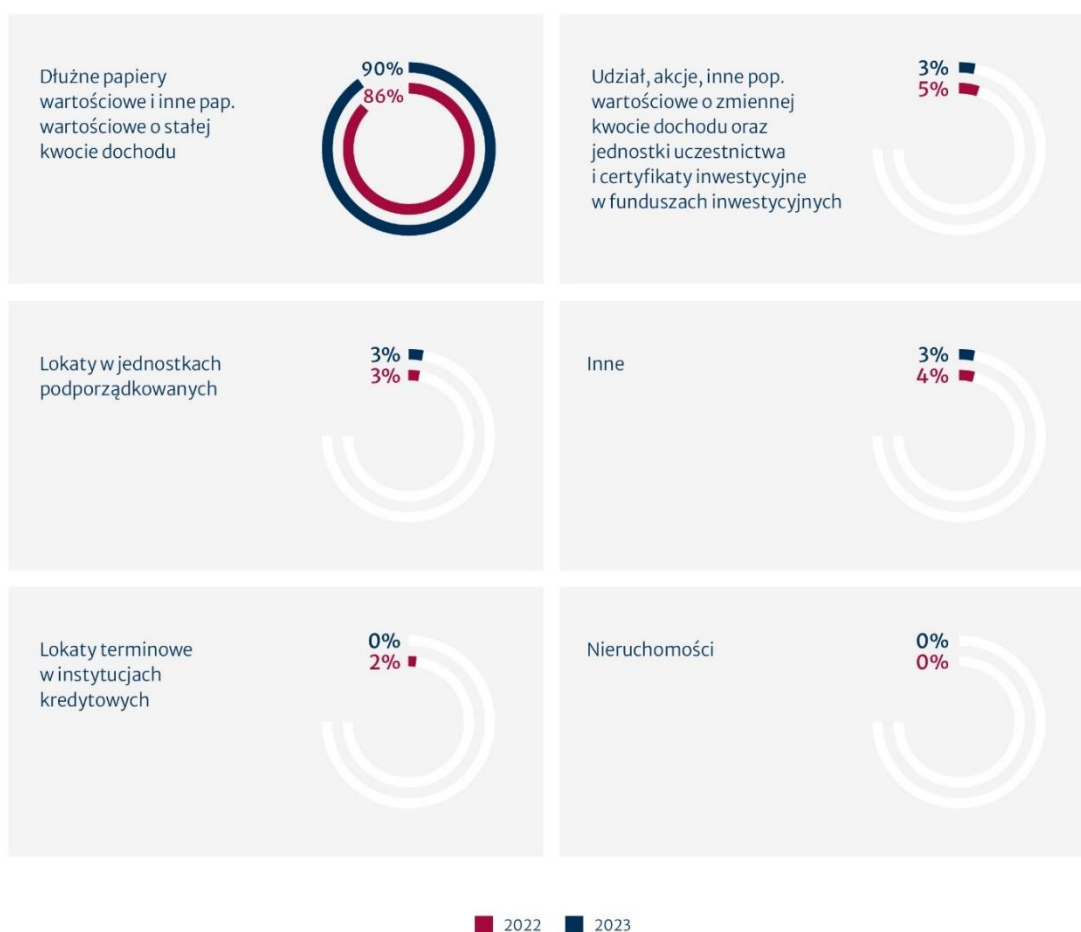 Dłużne papiery
wartościowe i inne pap.
wartościowe o stałej
kwocie dochodu
90%
86%
Udział, akcje, inne pop.
wartościowe o zmiennej
kwocie dochodu oraz
jednostki uczestnictwa
i certyfikaty inwestycyjne
w funduszach inwestycyjnych
3%
5%
Lokaty w jednostkach
podporządkowanych
3%
3%
Inne
3%
4%
Lokaty terminowe
w instytucjach
kredytowych
0%
2%
Nieruchomości
0%
0%
2022 2023